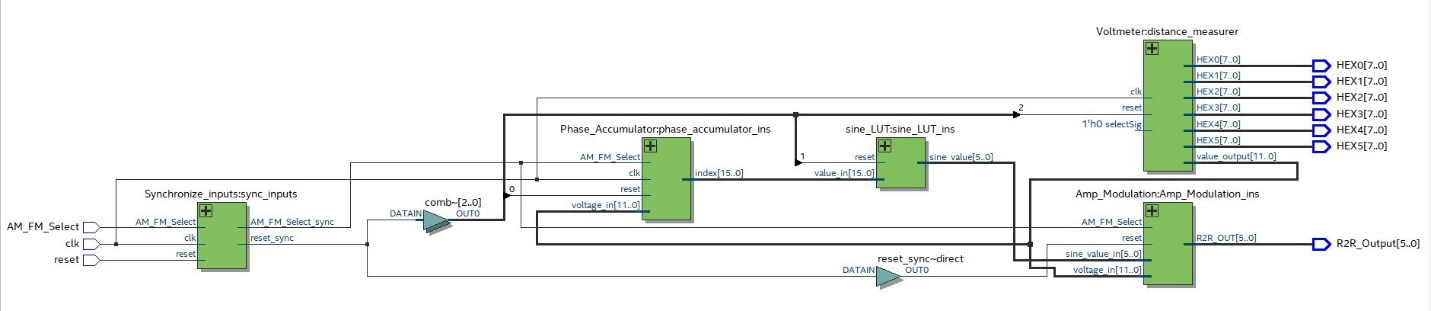 Voltmeter:distance_measurer
HEX0[7..0] HEX0[7..0]
HEX1[7..0] HEX1[7..0]
clk HEX2[7..0] HEX2[7..0]
2 reset HEX3[7..0] HEX3[7..0]
1'h0 selectSig HEX4[7..0] HEX4[7..0]
HEX5[7..0] HEX5[7..0]
value_output[11..0]
Phase_Accumulator:phase_accumulator_ins
AM_FM_Select
clk index[15..0]
0 reset
voltage_in[11..0]
sine_LUT:sine_LUT_ins
1 reset sine_value[5..0]
value_in[15..0]
Synchronize_inputs:sync_inputs
AM_FM_Select AM_FM_Select AM_FM_Select_sync
clk clk reset_sync
reset reset
comb~[2..0]
DATAIN OUT0
Amp_Modulation:Amp_Modulation_ins
AM_FM_Select
reset R2R_OUT[5..0] R2R_Output[5..0]
sine_value_in[5..0]
voltage_in[11..0]
reset_sync~direct
DATAIN OUT0